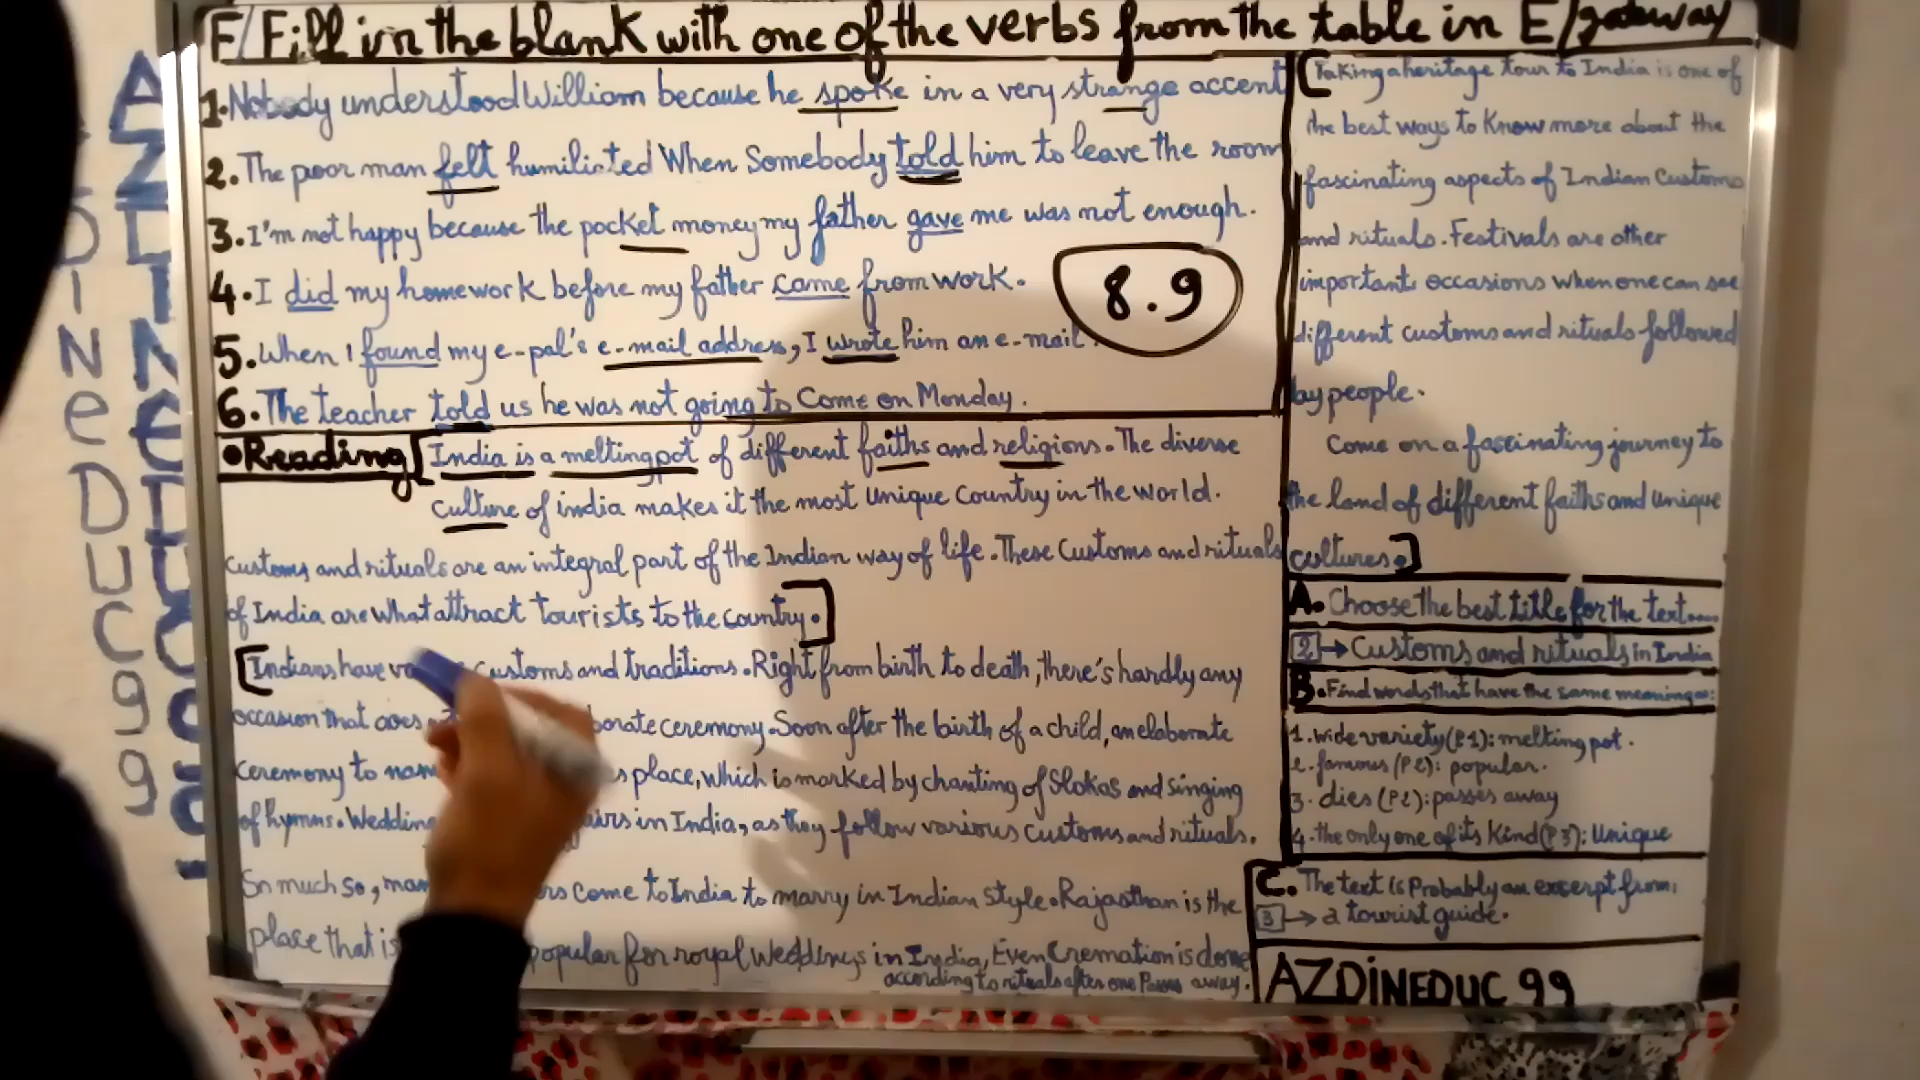 F/Fill in the blank with one of the verbs from the table in E/gateway
1.Nobody understood William because he spoke in a very strange accent
2.The poor man felt humiliated When Somebody told him to leave the room
3.I'm not happy because the pocket money my father gave me was not enough.
4.I did my homework before my father came from work.
5.When I found my e-pal's e-mail address, I wrote him an e-mail.
6.The teacher told us he was not going to Come on Monday.
8.9
•Reading[India is a melting pot of different faiths and religions. The diverse
culture of india makes it the most Unique Country in the world.
customs and rituals are an integral part of the Indian way of life. These Customs and rituals
of India are what attract tourists to the country.]
[Indians have customs and traditions. Right from birth to death, there's hardly any
occasion that does ceremony. Soon after the birth of a child, an elaborate
ceremony to place, which is marked by chanting of Slokas and singing
of hymns. in India, as they follow various customs and rituals.
So much so, come to India to marry in Indian style. Rajasthan is the
place that is popular for royal Weddings in India, Even Cremation is done
according to rituals after one Passes away.
[Taking a heritage tour to India is one of
the best ways to Know more about the
fascinating aspects of Indian Customs
and rituals. Festivals are other
important occasions when one can see
different customs and rituals followed
by people.
Come on a fascinating journey to
the land of different faiths and unique
cultures.]
A. Choose the best title for the text....
2→Customs and rituals in India
B.Find words that have the same meaning as:
1.wide variety(P1): melting pot.
2.famous (P2): popular.
3.dies (P2): passes away
4.the only one of its Kind(P3): Unique
C. The text is Probably an excerpt from:
3→a tourist guide.
AZDINEDUC 99